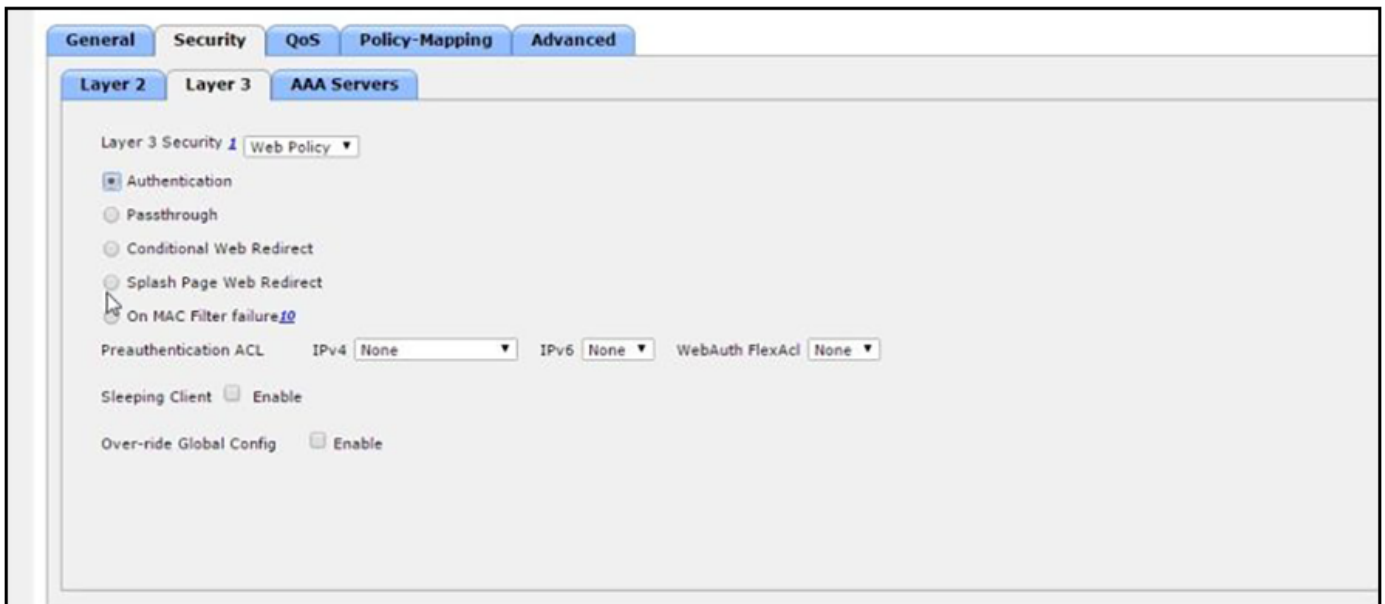 General Security QoS Policy-Mapping Advanced
Layer 2 Layer 3 AAA Servers
Layer 3 Security 1 Web Policy
Authentication
Passthrough
Conditional Web Redirect
Splash Page Web Redirect
On MAC Filter failure10
Preauthentication ACL IPv4 None IPv6 None WebAuth FlexAcl None
Sleeping Client Enable
Over-ride Global Config Enable